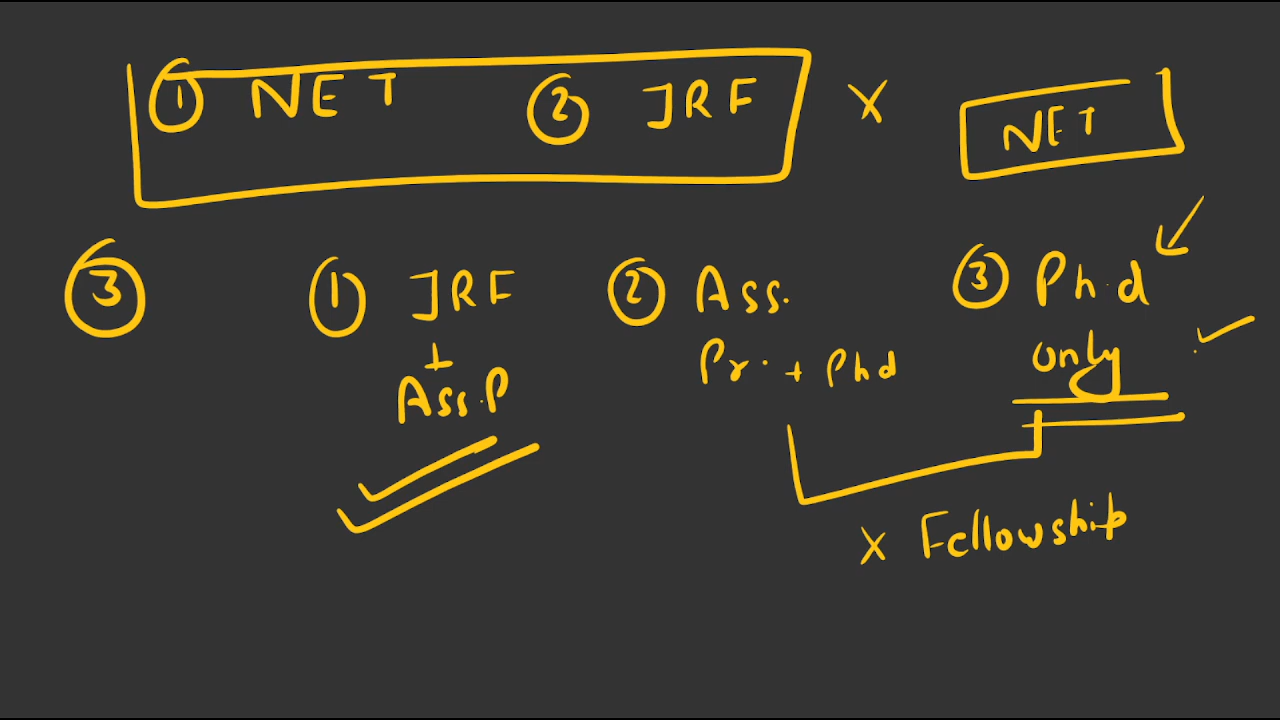 ① NET ② JRF x NET
③ ① JRF ② Ass. ③ Ph.d
+ Pr. + Phd only
Ass.P
x Fellowship